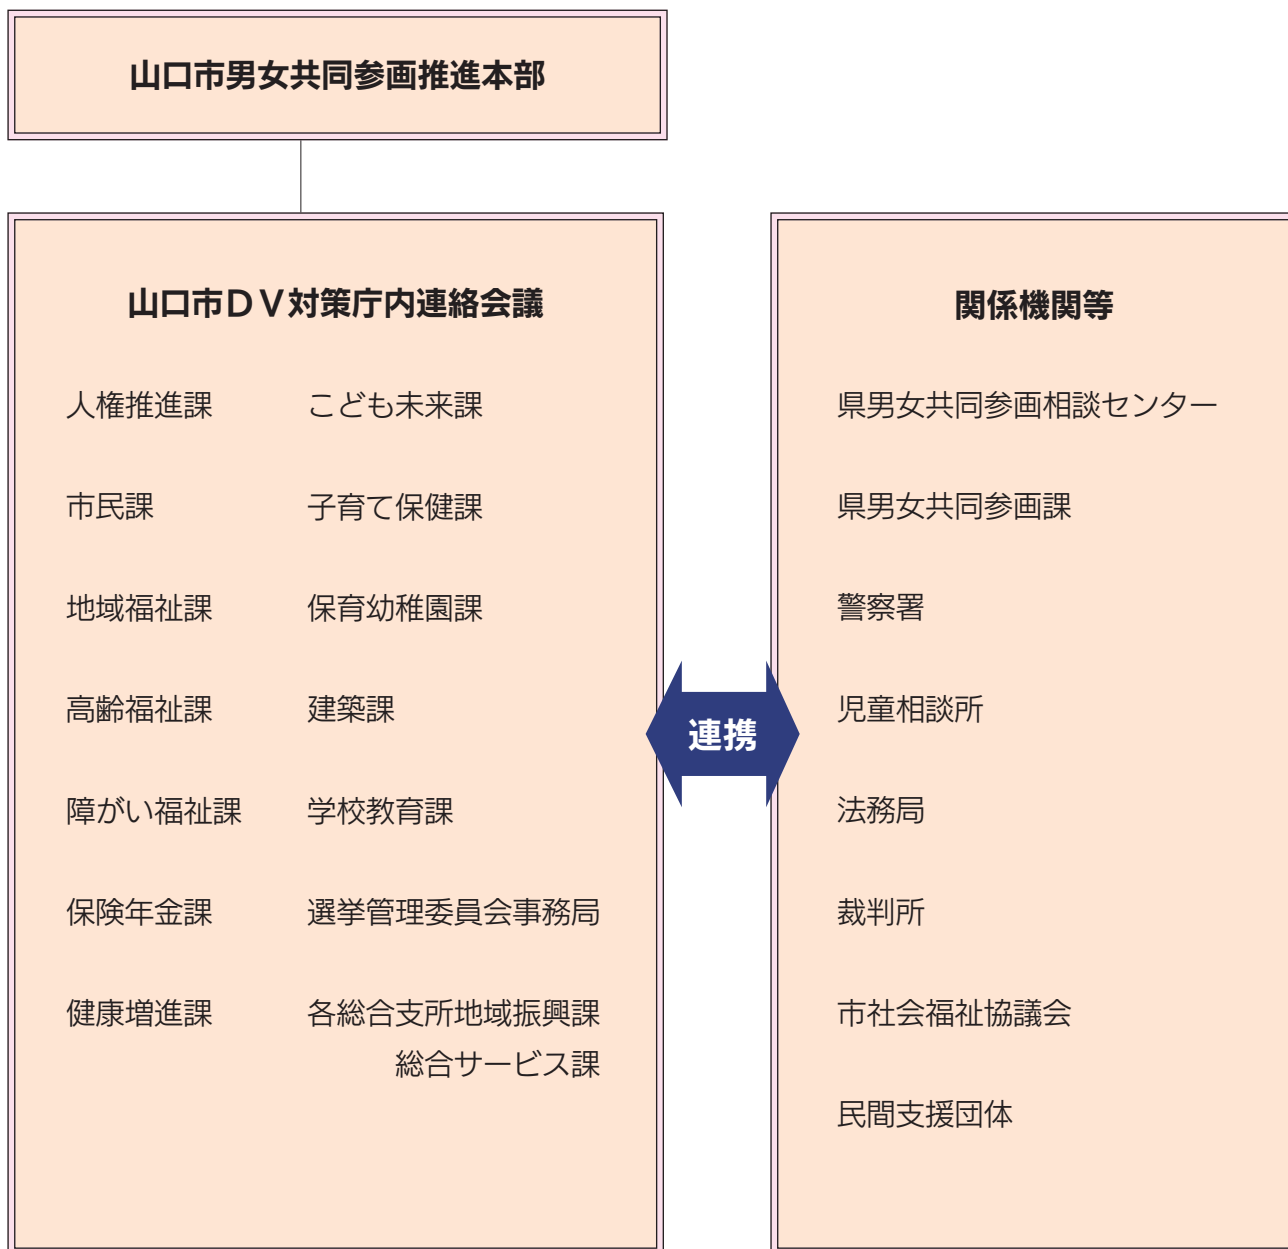 山口市男女共同参画推進本部
山口市ＤＶ対策庁内連絡会議
人権推進課
市民課
地域福祉課
高齢福祉課
障がい福祉課
保険年金課
健康増進課
こども未来課
子育て保健課
保育幼稚園課
建築課
学校教育課
選挙管理委員会事務局
各総合支所地域振興課
総合サービス課
連携
関係機関等
県男女共同参画相談センター
県男女共同参画課
警察署
児童相談所
法務局
裁判所
市社会福祉協議会
民間支援団体